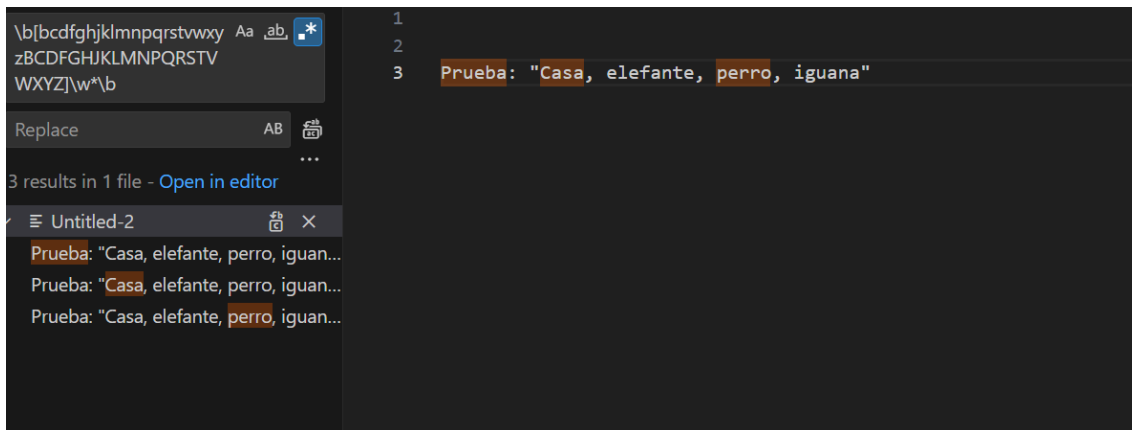 \b[bcdfghjklmnpqrstvwxy
zBCDFGHJKLMNPQRSTV
WXYZ]\w*\b
Aa ab *
Replace
AB
...
3 results in 1 file - Open in editor
Untitled-2
Prueba: "Casa, elefante, perro, iguan...
Prueba: "Casa, elefante, perro, iguan...
Prueba: "Casa, elefante, perro, iguan...
1
2
3 Prueba: "Casa, elefante, perro, iguana"